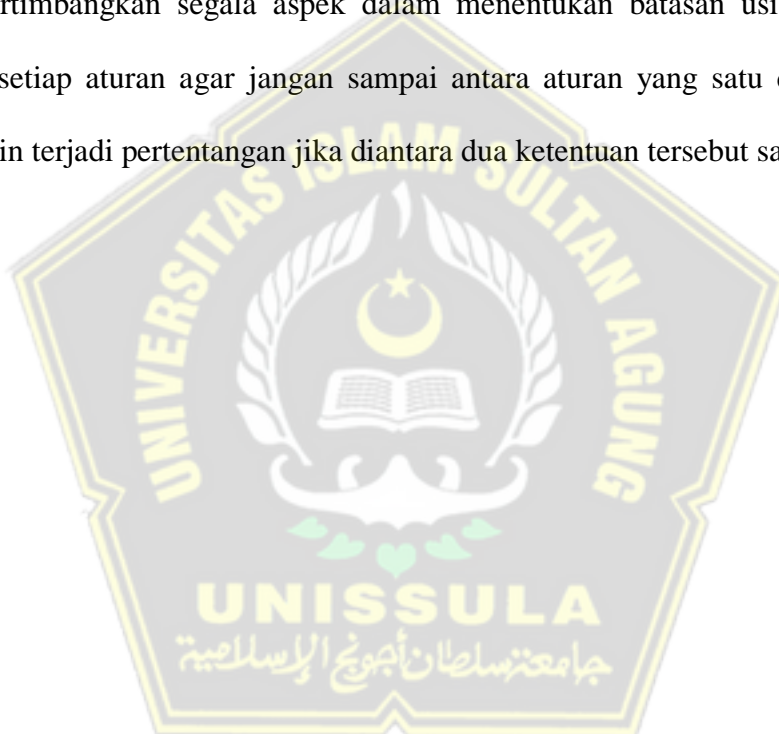 rtimbangkan segala aspek dalam menentukan batasan usi
setiap aturan agar jangan sampai antara aturan yang satu
in terjadi pertentangan jika diantara dua ketentuan tersebut sa
UNIVERSITAS ISLAM SULTAN AGUNG
UNISSULA
جامعة سلطان أجونج الإسلامية